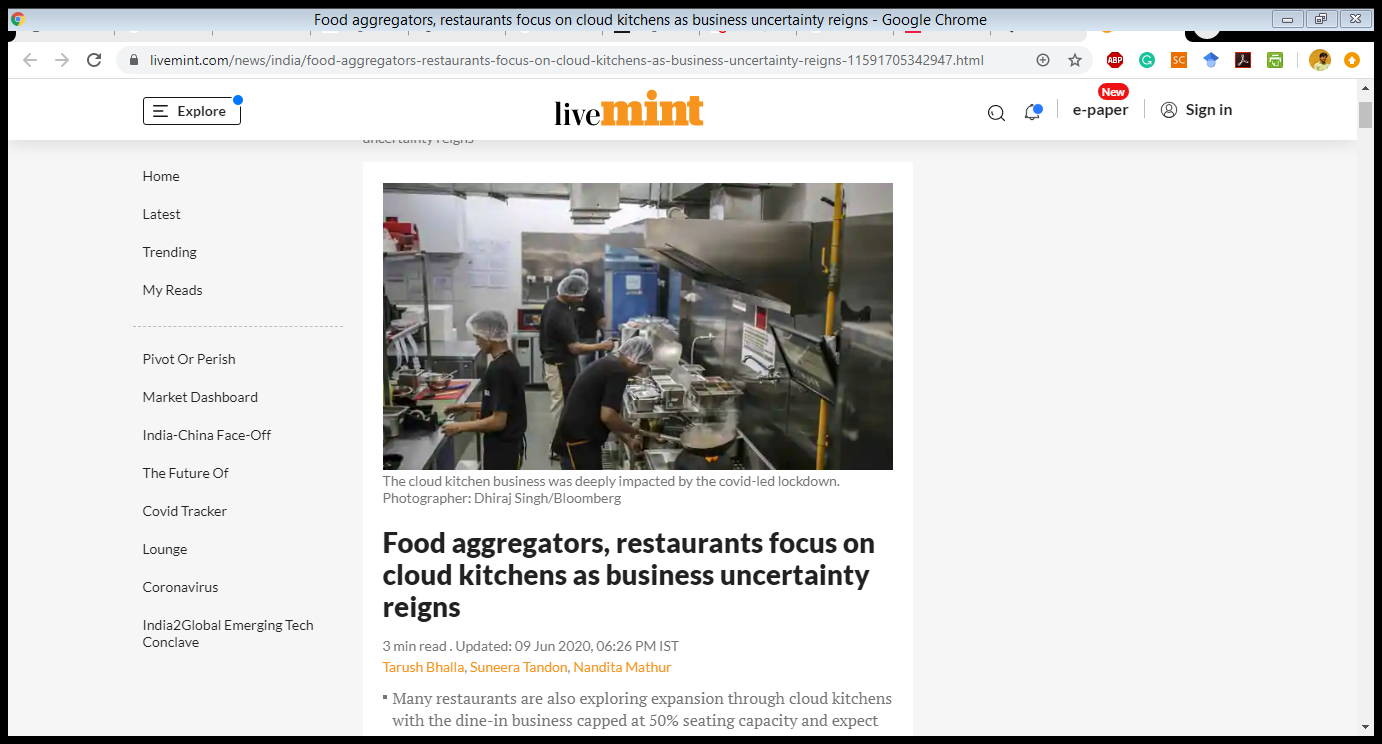 Food aggregators, restaurants focus on cloud kitchens as business uncertainty reigns - Google Chrome
livemint.com/news/india/food-aggregators-restaurants-focus-on-cloud-kitchens-as-business-uncertainty-reigns-11591705342947.html
ABP
SC
Explore
livemint
New
e-paper
Sign in
uncertainty reigns
Home
Latest
Trending
My Reads
Pivot Or Perish
Market Dashboard
India-China Face-Off
The Future Of
Covid Tracker
Lounge
Coronavirus
India2Global Emerging Tech
Conclave
The cloud kitchen business was deeply impacted by the covid-led lockdown.
Photographer: Dhiraj Singh/Bloomberg
Food aggregators, restaurants focus on
cloud kitchens as business uncertainty
reigns
3 min read . Updated: 09 Jun 2020, 06:26 PM IST
Tarush Bhalla, Suneera Tandon, Nandita Mathur
Many restaurants are also exploring expansion through cloud kitchens
with the dine-in business capped at 50% seating capacity and expect